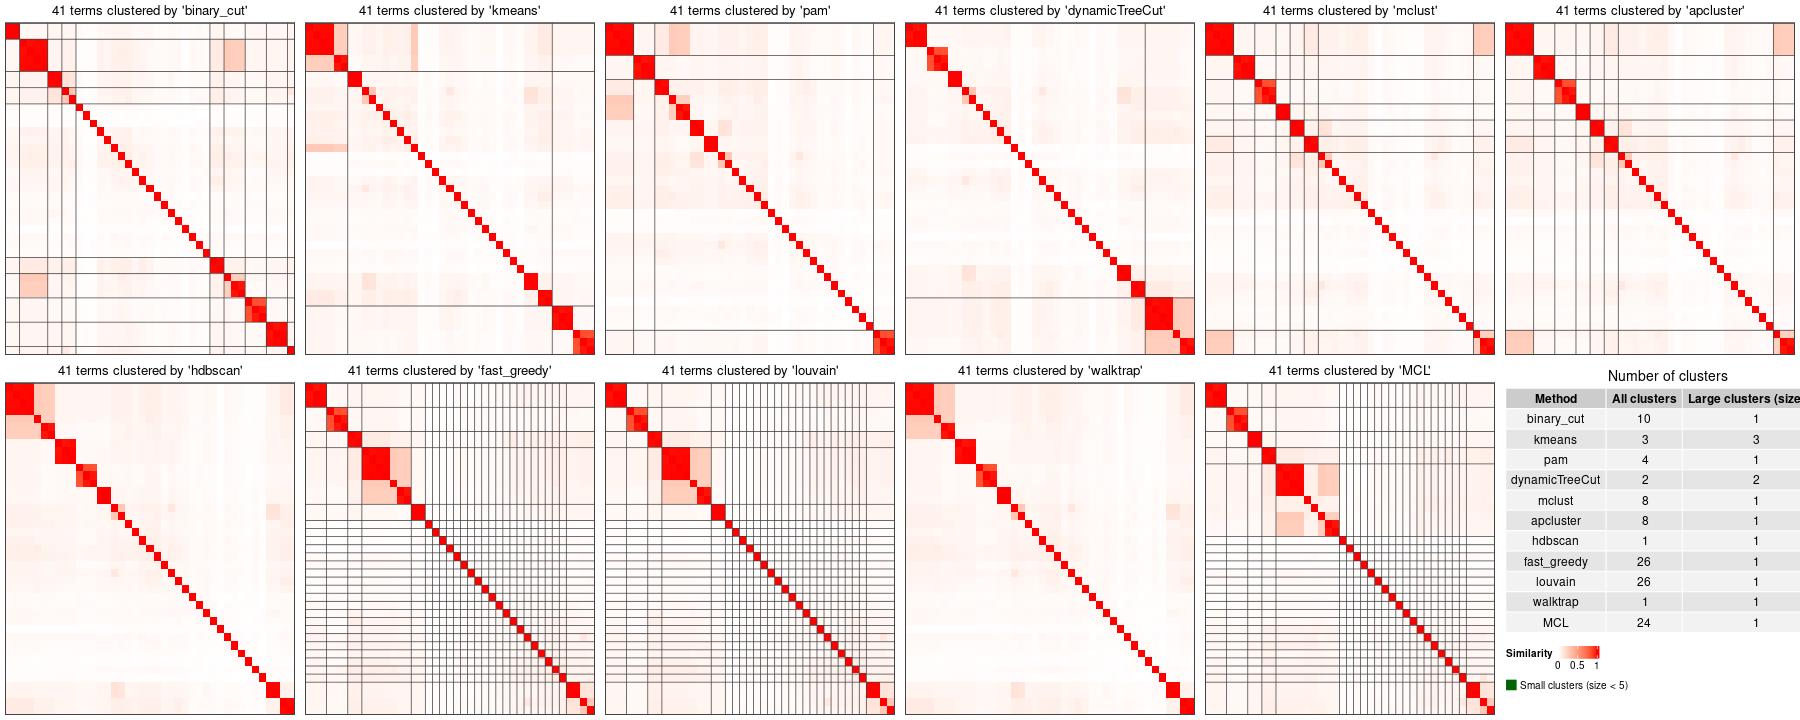 41 terms clustered by 'binary_cut'
41 terms clustered by 'kmeans'
41 terms clustered by 'pam'
41 terms clustered by 'dynamicTreeCut'
41 terms clustered by 'mclust'
41 terms clustered by 'apcluster'
41 terms clustered by 'hdbscan'
41 terms clustered by 'fast_greedy'
41 terms clustered by 'louvain'
41 terms clustered by 'walktrap'
41 terms clustered by 'MCL'
Number of clusters
Method All clusters Large clusters (size
binary_cut 10 1
kmeans 3 3
pam 4 1
dynamicTreeCut 2 2
mclust 8 1
apcluster 8 1
hdbscan 1 1
fast_greedy 26 1
louvain 26 1
walktrap 1 1
MCL 24 1
Similarity
0 0.5 1
Small clusters (size < 5)